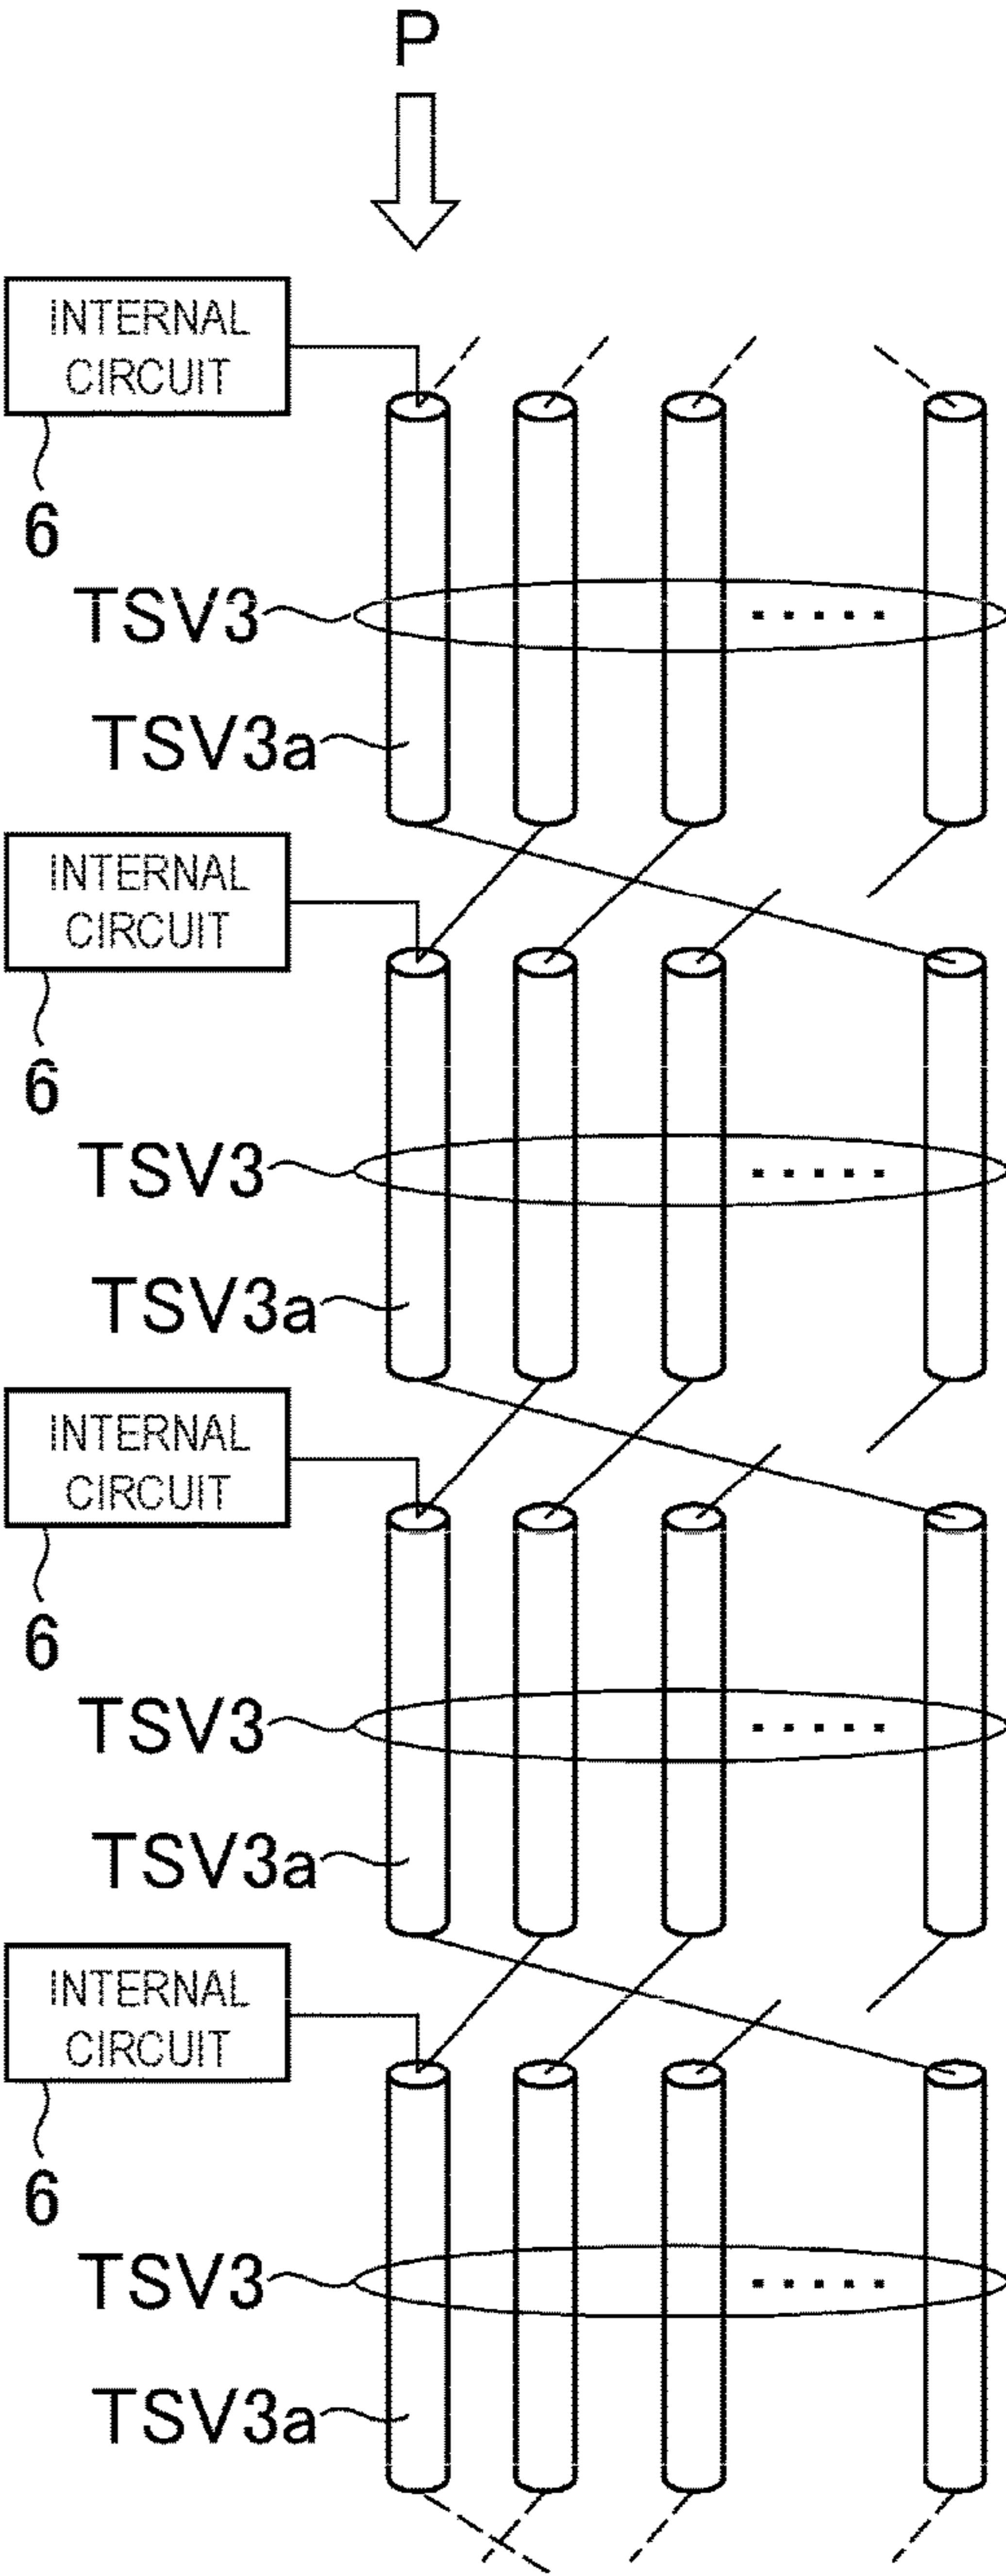 P
INTERNAL
CIRCUIT
6
TSV3
TSV3a
INTERNAL
CIRCUIT
6
TSV3
TSV3a
INTERNAL
CIRCUIT
6
TSV3
TSV3a
INTERNAL
CIRCUIT
6
TSV3
TSV3a